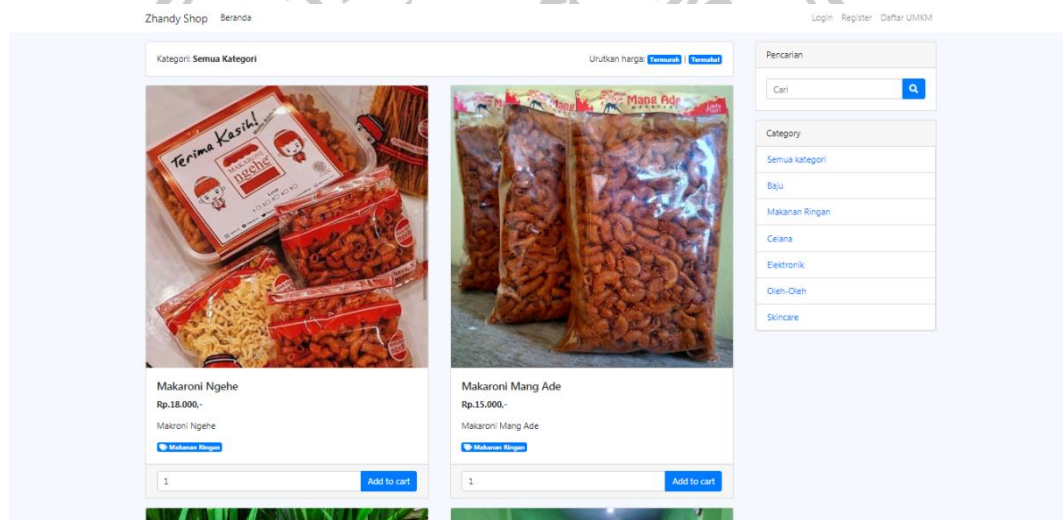 Zhandy Shop Beranda Login Register Daftar UMKM
Kategori: Semua Kategori
Urutkan harga: Termurah | Termahal
Terima Kasih!
MAKARONI
ngehe
Mang Ade
Makaroni Ngehe
Rp.18.000,-
Makroni Ngehe
Makanan Ringan
1 Add to cart
Makaroni Mang Ade
Rp.15.000,-
Makaroni Mang Ade
Makanan Ringan
1 Add to cart
Pencarian
Cari
Category
Semua kategori
Baju
Makanan Ringan
Celana
Elektronik
Oleh-Oleh
Skincare